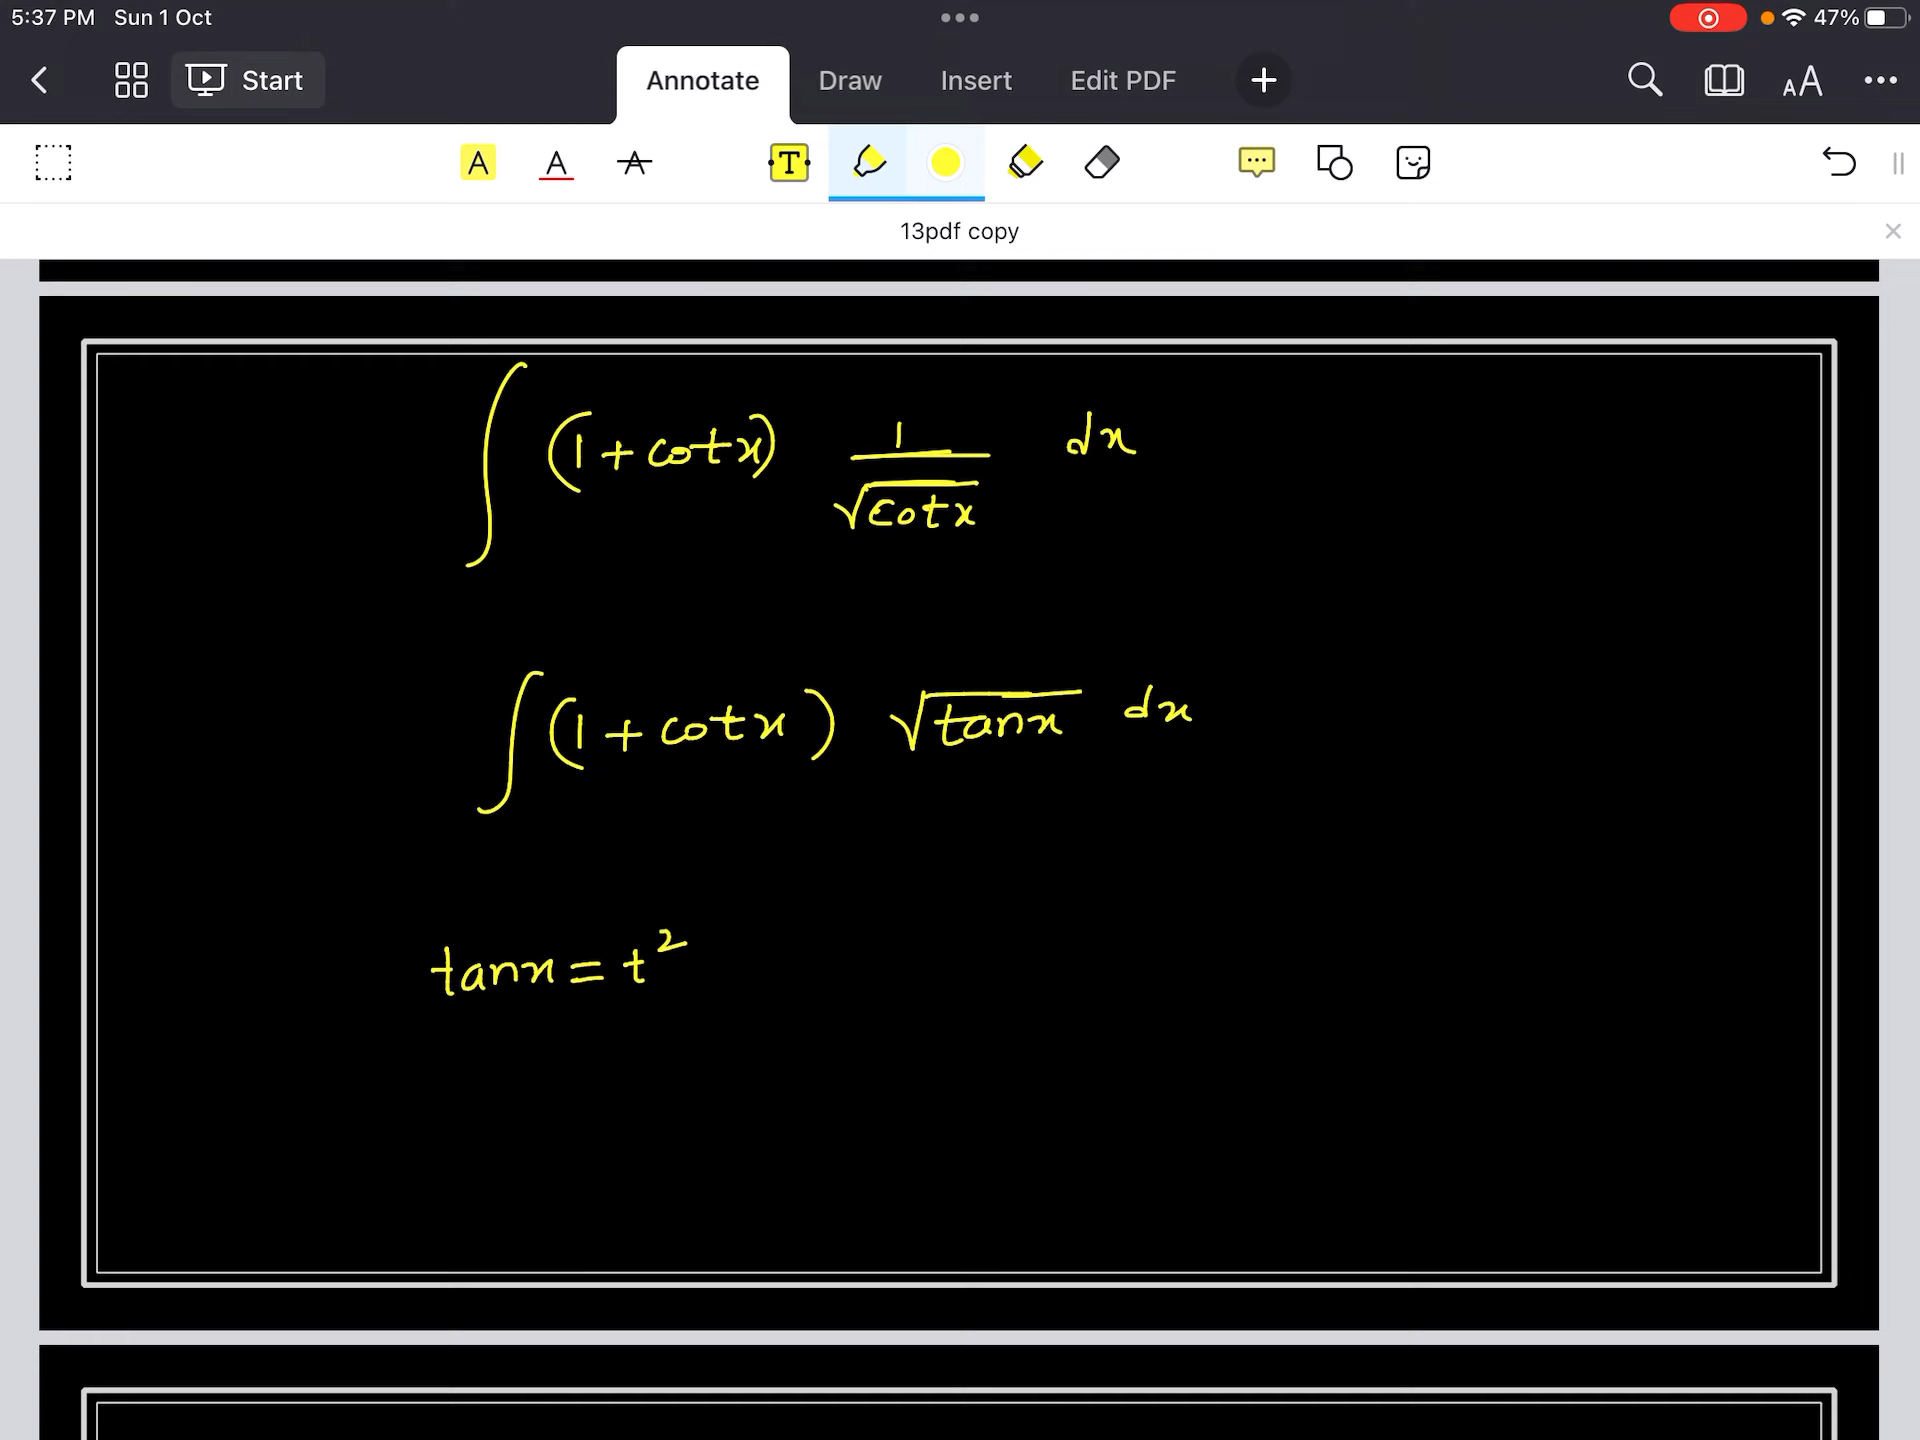 5:37 PM Sun 1 Oct 47%
Start Annotate Draw Insert Edit PDF + AA
A A A T
13pdf copy
∫ (1 + cotx) 1/√cotx dx
∫ (1 + cotx) √tanx dx
tanx = t²